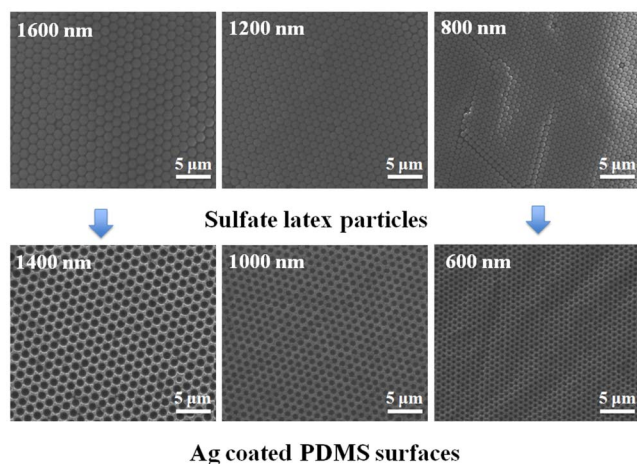 1600 nm
1200 nm
800 nm
5 µm
5 µm
5 µm
Sulfate latex particles
1400 nm
1000 nm
600 nm
5 µm
5 µm
5 µm
Ag coated PDMS surfaces